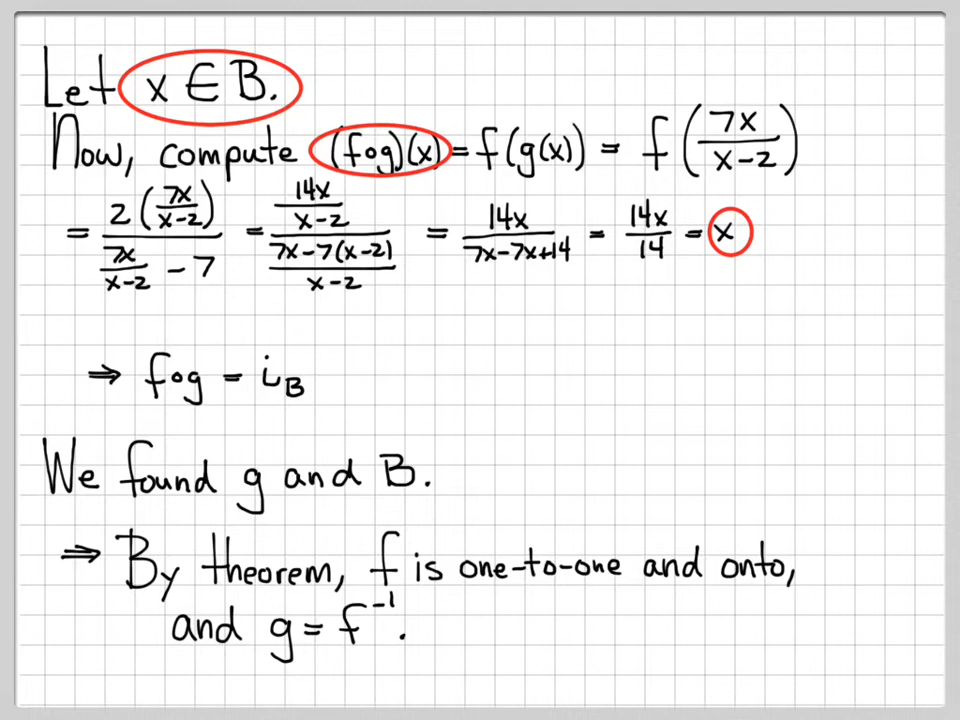 Let x ∈ B.
Now, compute (f∘g)(x) = f(g(x)) = f(7x/(x-2))
= (2(7x/(x-2)))/(7x/(x-2) - 7) = (14x/(x-2))/((7x-7(x-2))/(x-2)) = 14x/(7x-7x+14) = 14x/14 = x
⇒ f∘g = i_B
We found g and B.
⇒ By theorem, f is one-to-one and onto,
and g = f⁻¹.